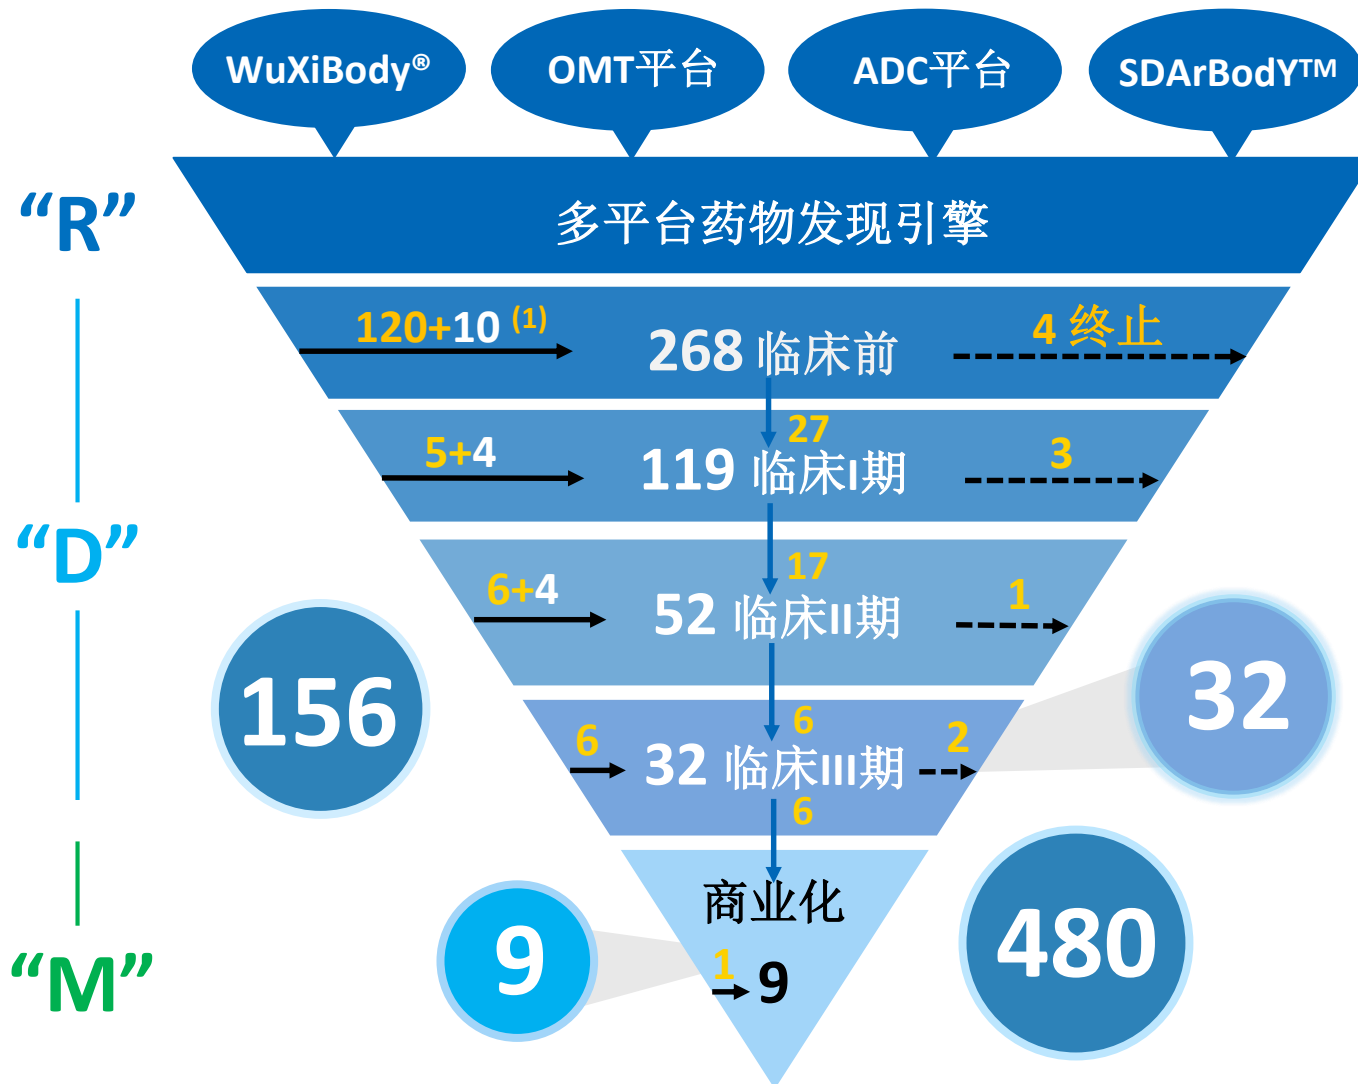 WuXiBody®
OMT平台
ADC平台
SDArBodY™
“R”
多平台药物发现引擎
120+10 (1)
268 临床前
4 终止
27
5+4
119 临床I期
3
“D”
17
6+4
52 临床II期
1
156
32
6
6
32 临床III期
2
6
商业化
9
1
9
480
“M”